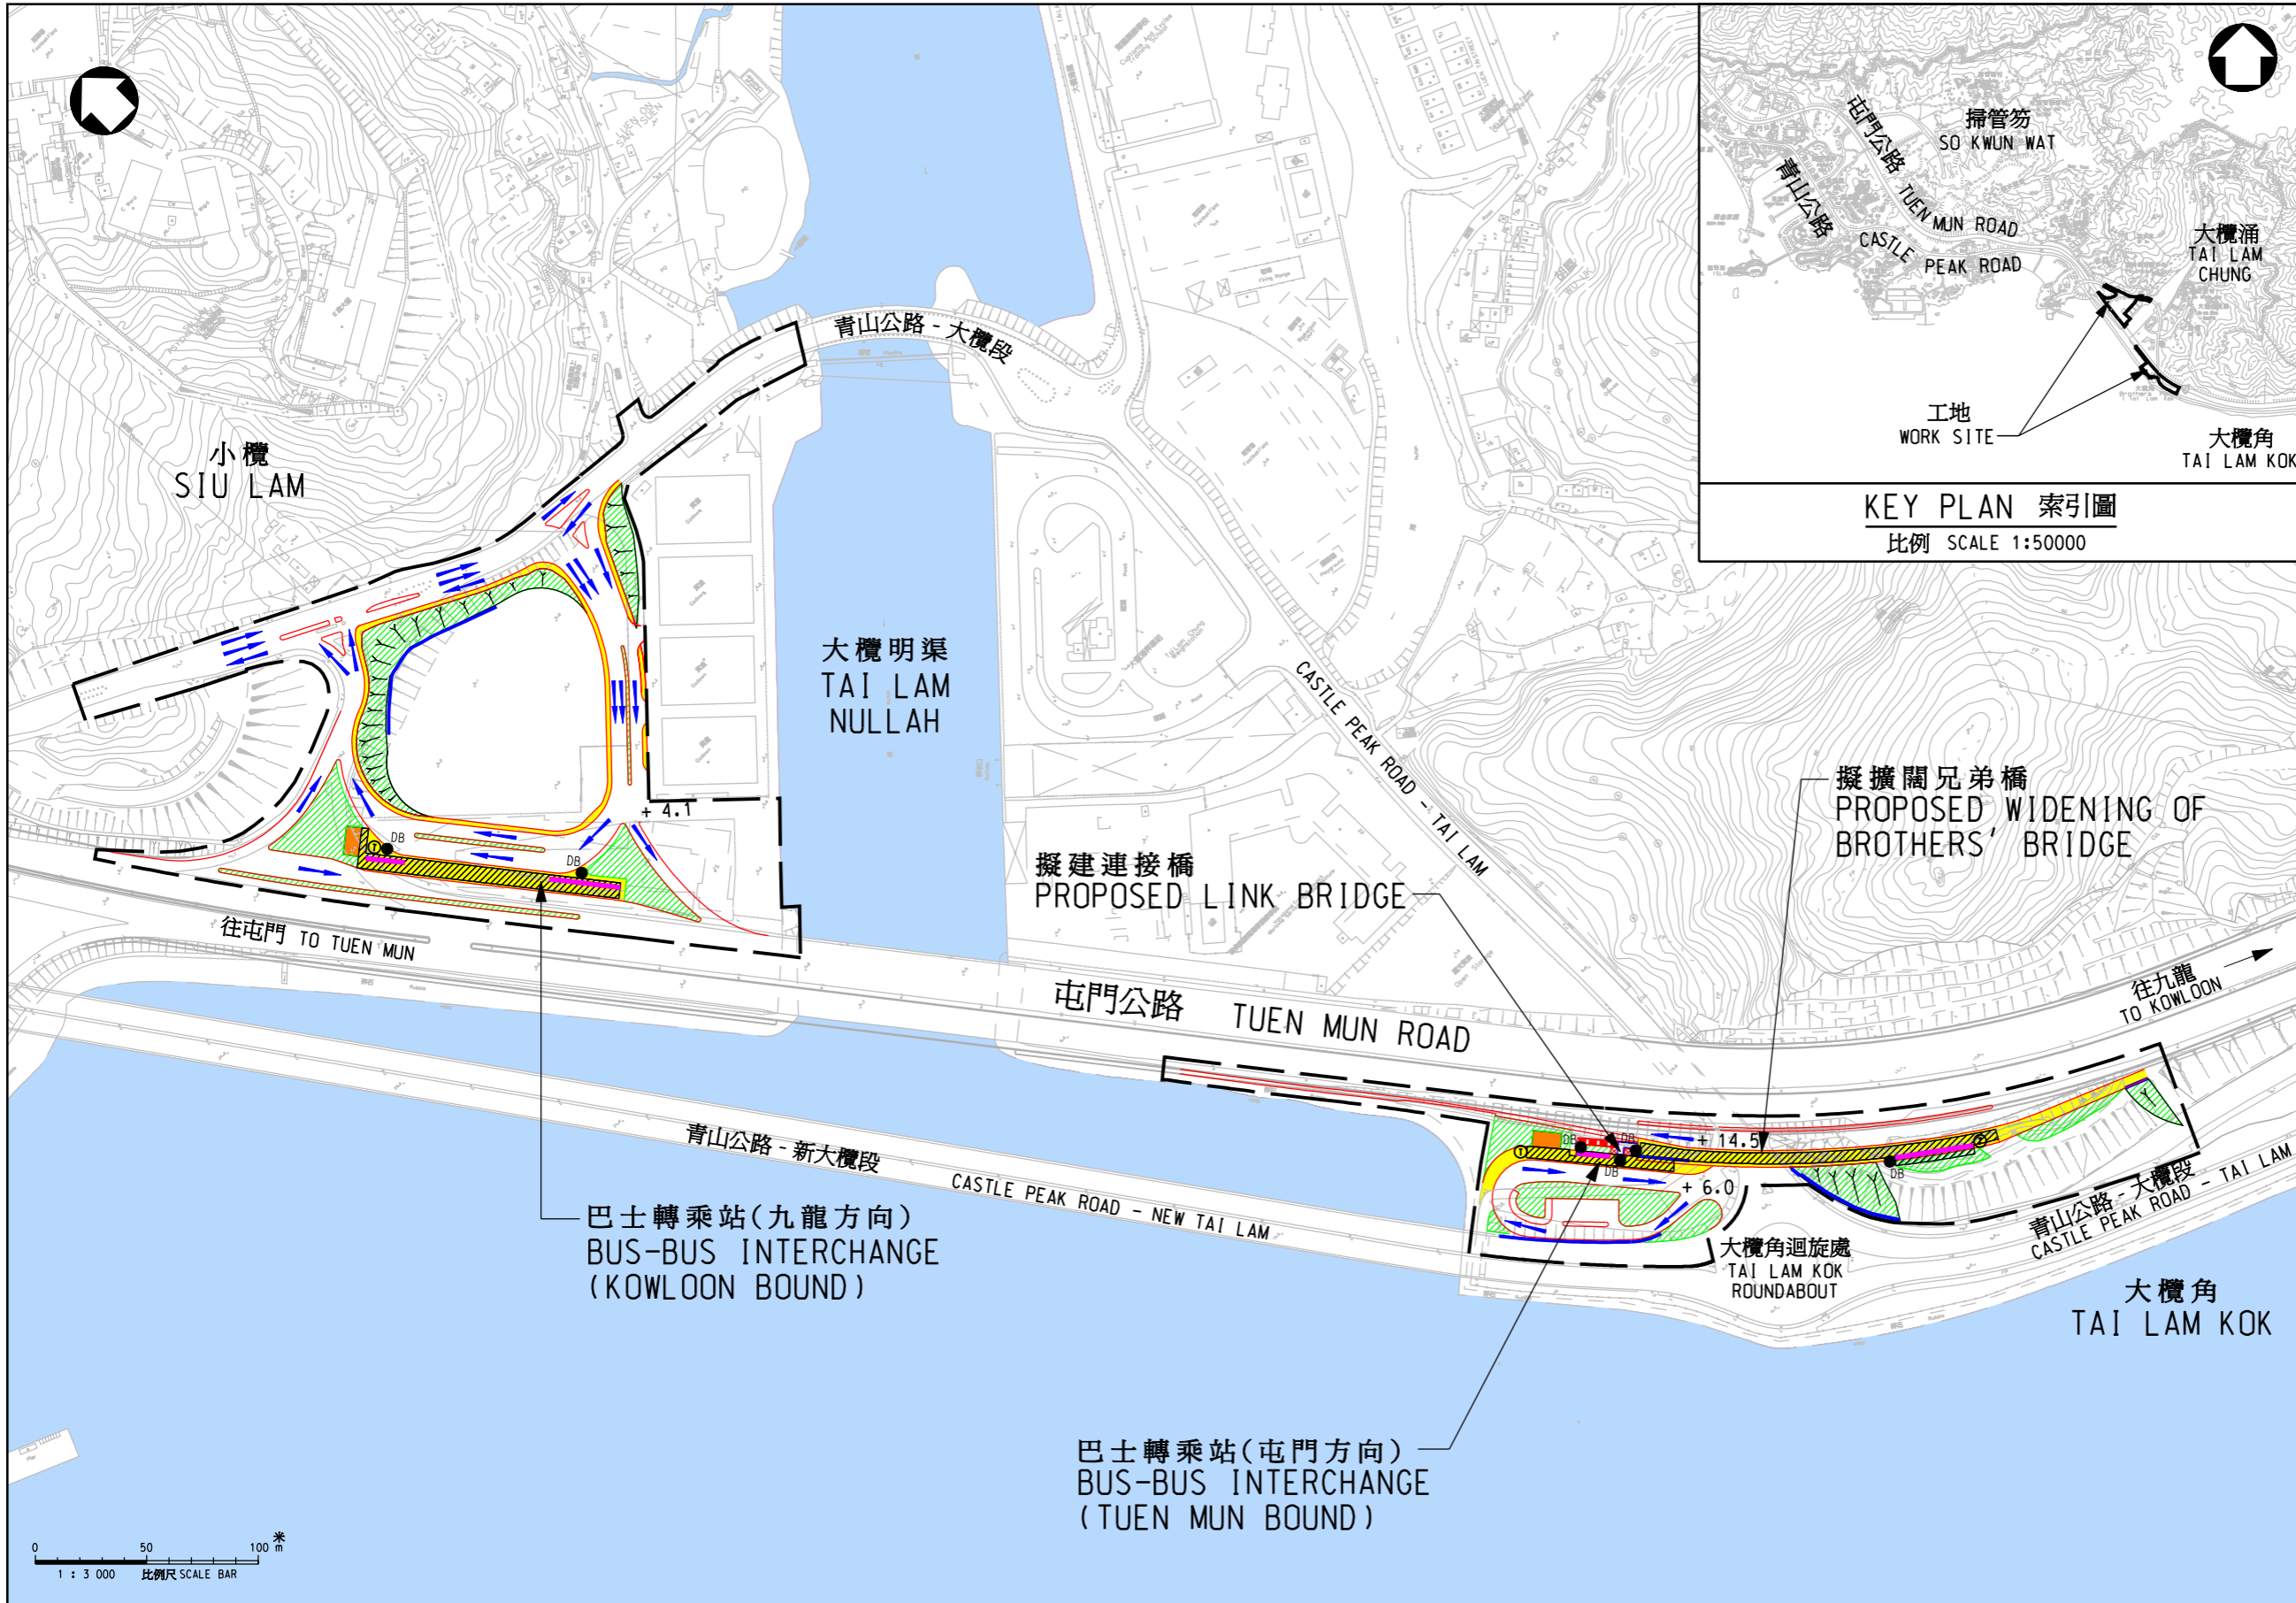 掃管笏
SO KWUN WAT
屯門公路 TUEN MUN ROAD
青山公路
CASTLE PEAK ROAD
大欖涌
TAI LAM
CHUNG
工地
WORK SITE
大欖角
TAI LAM KOK
KEY PLAN 索引圖
比例 SCALE 1:50000
青山公路 - 大欖段
小欖
SIU LAM
大欖明渠
TAI LAM
NULLAH
CASTLE PEAK ROAD - TAI LAM
擬擴闊兄弟橋
PROPOSED WIDENING OF
BROTHERS' BRIDGE
擬建連接橋
PROPOSED LINK BRIDGE
+ 4.1
DB
DB
T
往屯門 TO TUEN MUN
屯門公路 TUEN MUN ROAD
往九龍
TO KOWLOON
青山公路 - 新大欖段
CASTLE PEAK ROAD - NEW TAI LAM
+ 14.5
DB
DB
DB
DB
T
+ 6.0
青山公路 - 大欖段
CASTLE PEAK ROAD - TAI LAM
大欖角迴旋處
TAI LAM KOK
ROUNDABOUT
大欖角
TAI LAM KOK
巴士轉乘站(九龍方向)
BUS-BUS INTERCHANGE
(KOWLOON BOUND)
巴士轉乘站(屯門方向)
BUS-BUS INTERCHANGE
(TUEN MUN BOUND)
0 50 100 米 m
1 : 3 000 比例尺 SCALE BAR